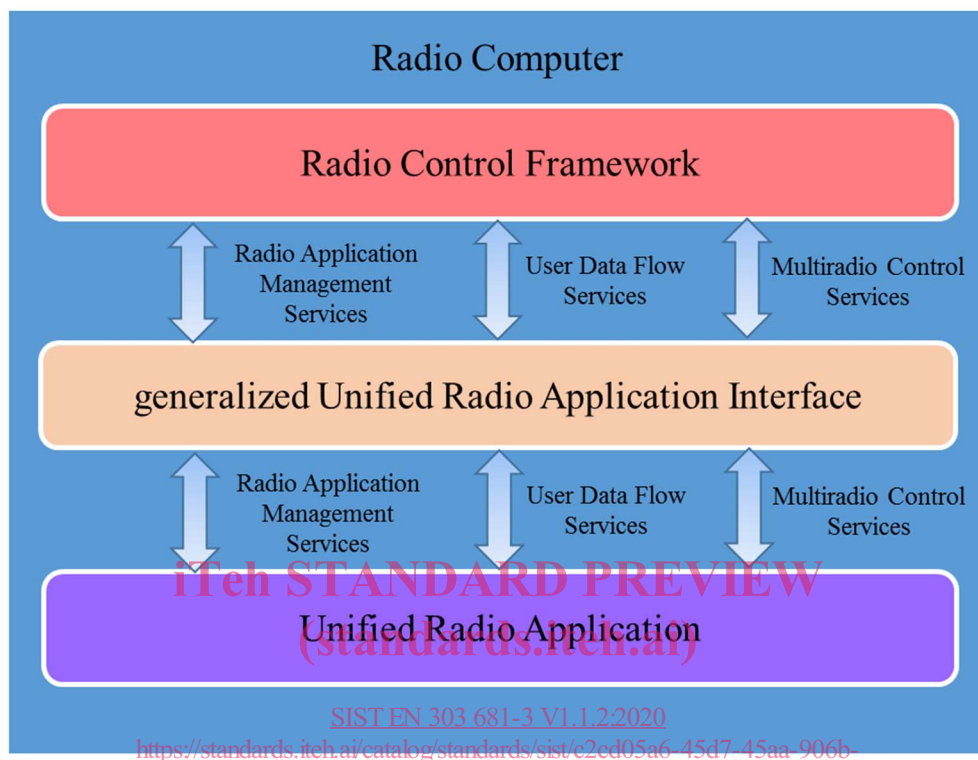 Radio Computer
Radio Control Framework
Radio Application
Management
Services
User Data Flow
Services
Multiradio Control
Services
generalized Unified Radio Application Interface
Radio Application
Management
Services
User Data Flow
Services
Multiradio Control
Services
iTeh STANDARD PREVIEW
Unified Radio Application
(standards.iteh.ai)
SIST EN 303 681-3 V1.1.2:2020
https://standards.iteh.ai/catalog/standards/sist/c2cd05a6-45d7-45aa-906b-